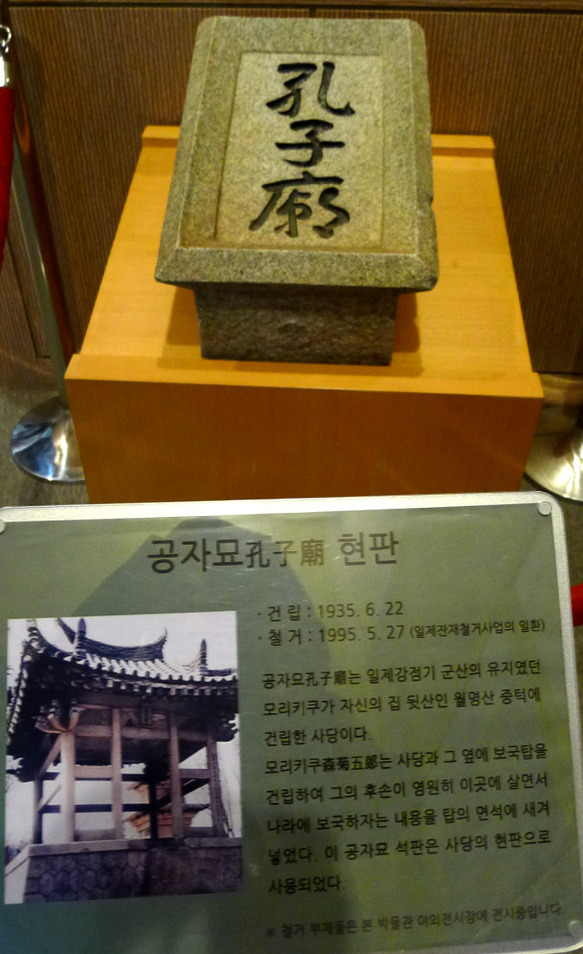 孔
子
廟
공자묘孔子廟 현판
· 건 립 : 1935. 6. 22
· 철 거 : 1995. 5. 27 (일제잔재철거사업의 일환)
공자묘孔子廟는 일제강점기 군산의 유지였던
모리키쿠가 자신의 집 뒷산인 월명산 중턱에
건립한 사당이다.
모리키쿠森菊五郞는 사당과 그 옆에 보국탑을
건립하여 그의 후손이 영원히 이곳에 살면서
나라에 보국하자는 내용을 탑의 면석에 새겨
넣었다. 이 공자묘 석판은 사당의 현판으로
사용되었다.
※ 철거 부재들은 본 박물관 야외전시장에 전시중입니다.